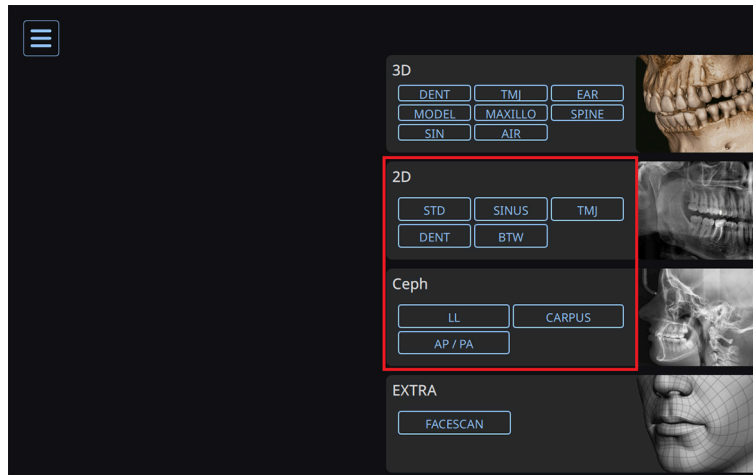 3D
DENT TMJ EAR
MODEL MAXILLO SPINE
SIN AIR
2D
STD SINUS TMJ
DENT BTW
Ceph
LL CARPUS
AP / PA
EXTRA
FACESCAN